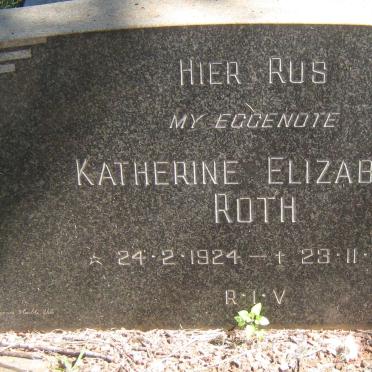 HIER RUS
MY EGGENOTE
KATHERINE ELIZAB
ROTH
☆ 24·2·1924 — † 23·11·
R·I·V